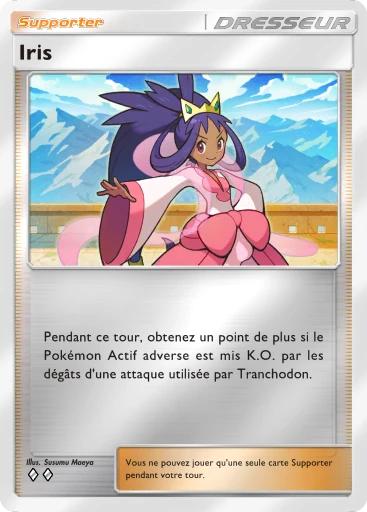 Supporter
DRESSEUR
Iris
Pendant ce tour, obtenez un point de plus si le
Pokémon Actif adverse est mis K.O. par les
dégâts d'une attaque utilisée par Tranchodon.
Illus. Susumu Maeya
Vous ne pouvez jouer qu'une seule carte Supporter
pendant votre tour.